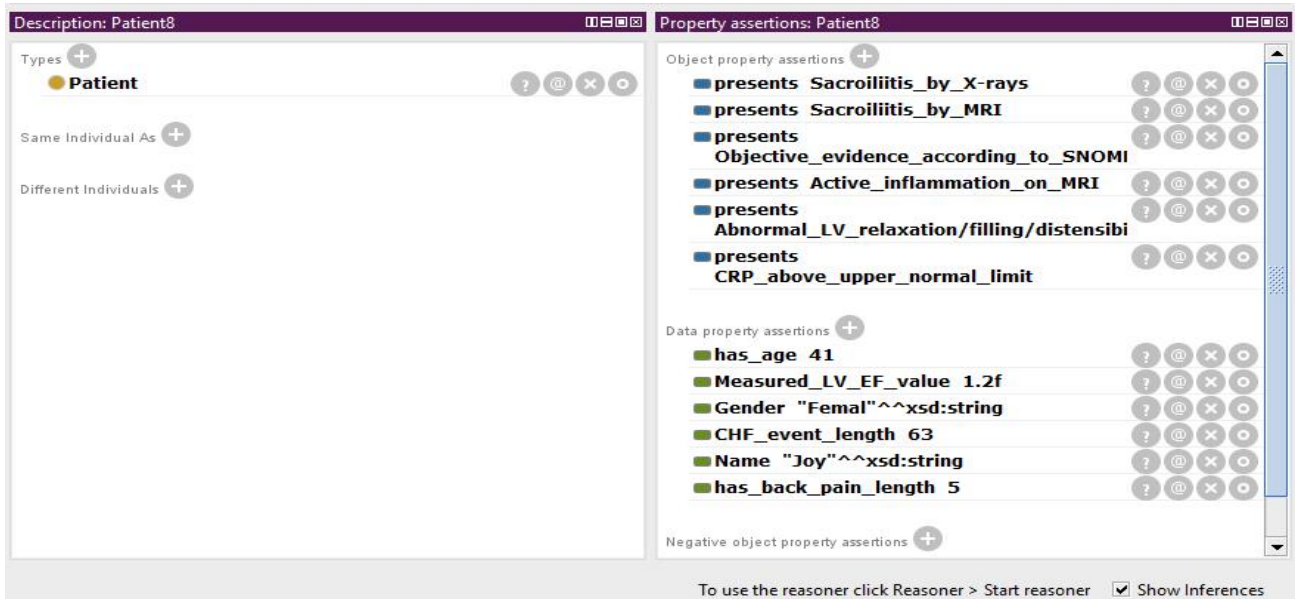 Description: Patient8
Types
Patient
Same Individual As
Different Individuals
Property assertions: Patient8
Object property assertions
presents Sacroiliitis_by_X-rays
presents Sacroiliitis_by_MRI
presents
Objective_evidence_according_to_SNOM
presents Active_inflammation_on_MRI
presents
Abnormal_LV_relaxation/filling/distensibi
presents
CRP_above_upper_normal_limit
Data property assertions
has_age 41
Measured_LV_EF_value 1.2f
Gender "Femal"^^xsd:string
CHF_event_length 63
Name "Joy"^^xsd:string
has_back_pain_length 5
Negative object property assertions
To use the reasoner click Reasoner > Start reasoner Show Inferences